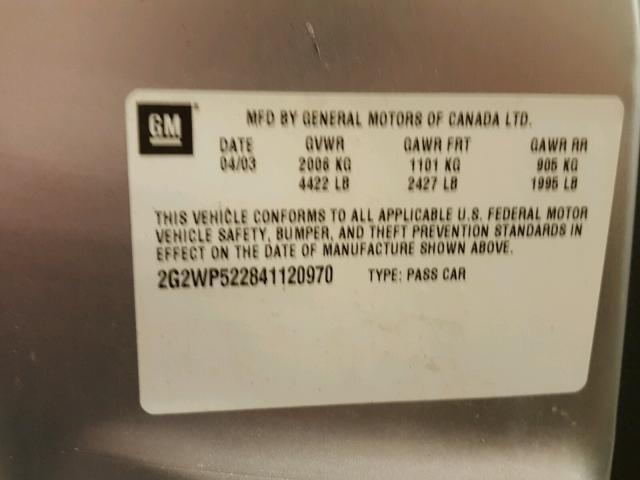 GM
MFD BY GENERAL MOTORS OF CANADA LTD.
DATE GVWR GAWR FRT GAWR RR
04/03 2006 KG 1101 KG 905 KG
4422 LB 2427 LB 1995 LB
THIS VEHICLE CONFORMS TO ALL APPLICABLE U.S. FEDERAL MOTOR
VEHICLE SAFETY, BUMPER, AND THEFT PREVENTION STANDARDS IN
EFFECT ON THE DATE OF MANUFACTURE SHOWN ABOVE.
2G2WP522841120970 TYPE: PASS CAR